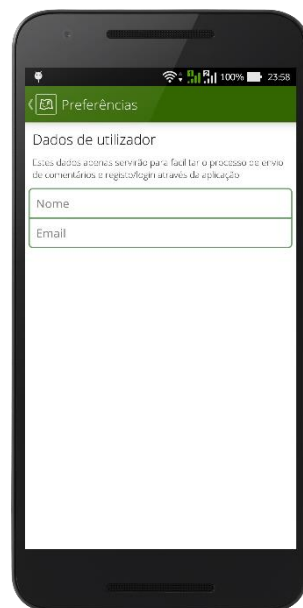 100% 23:58
Preferências
Dados de utilizador
Estes dados apenas servirão para facilitar o processo de envio
de comentários e registo/login através da aplicação
Nome
Email